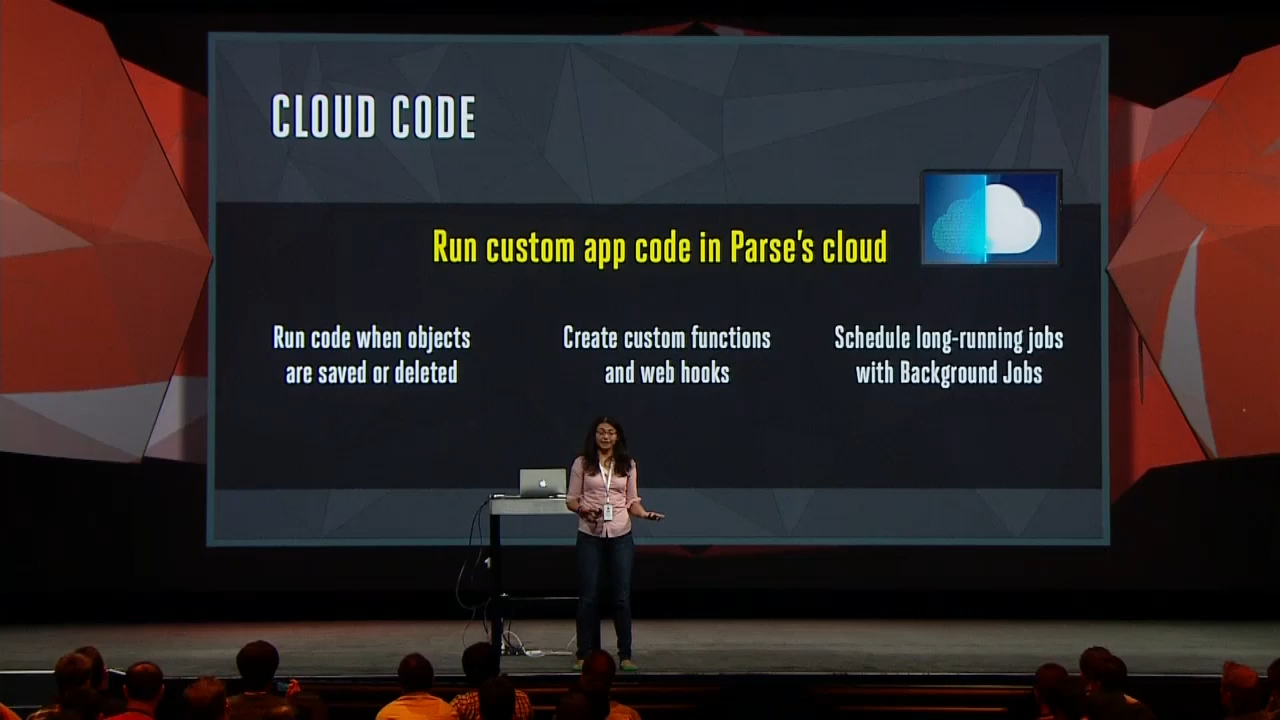 CLOUD CODE
Run custom app code in Parse's cloud
Run code when objects
are saved or deleted
Create custom functions
and web hooks
Schedule long-running jobs
with Background Jobs